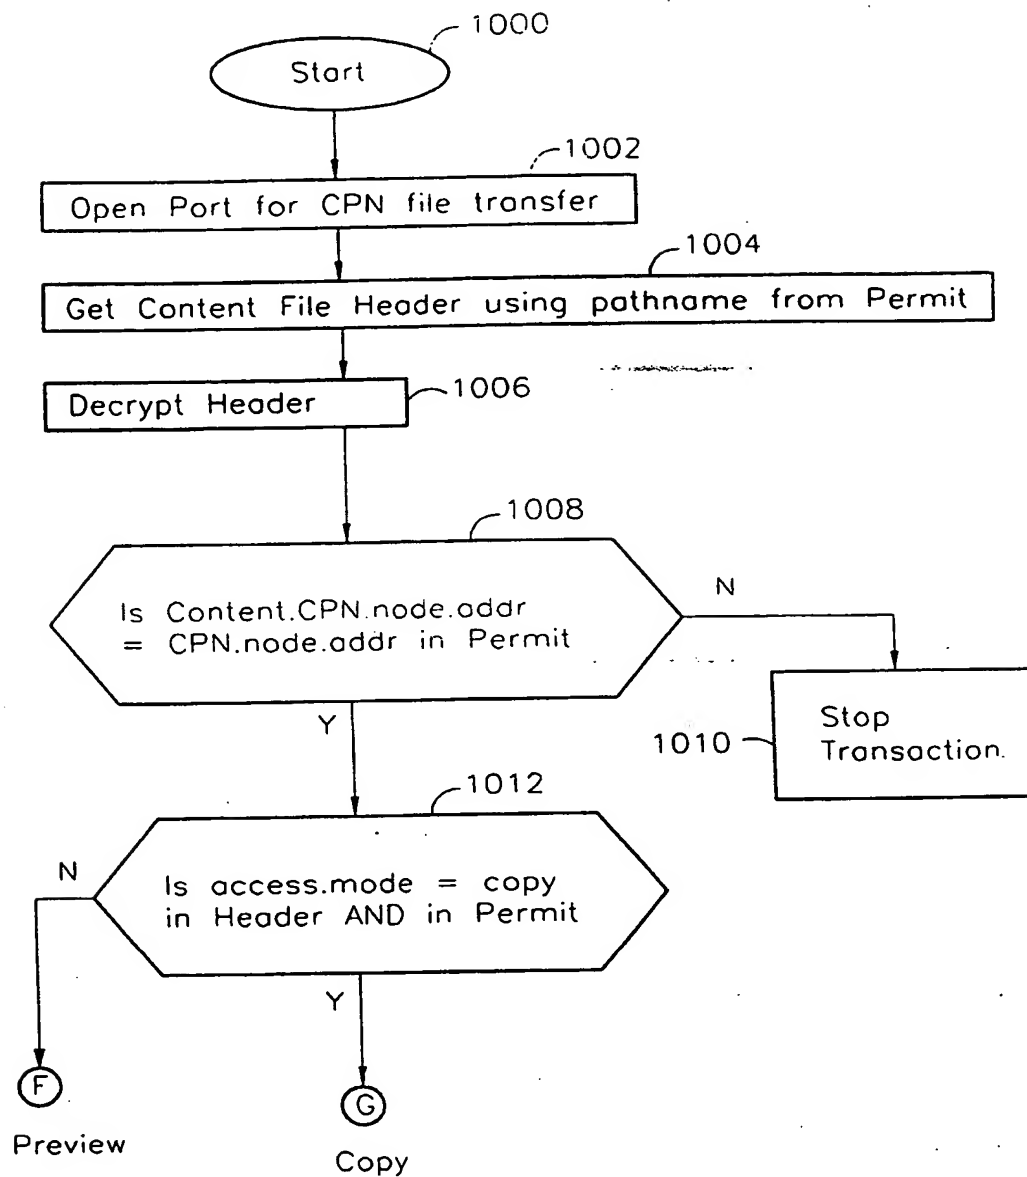 1000
Start
1002
Open Port for CPN file transfer
1004
Get Content File Header using pathname from Permit
Decrypt Header
1006
1008
Is Content.CPN.node.addr
= CPN.node.addr in Permit
N
Y
1010
Stop
Transaction.
1012
N
Is access.mode = copy
in Header AND in Permit
Y
F
G
Preview
Copy